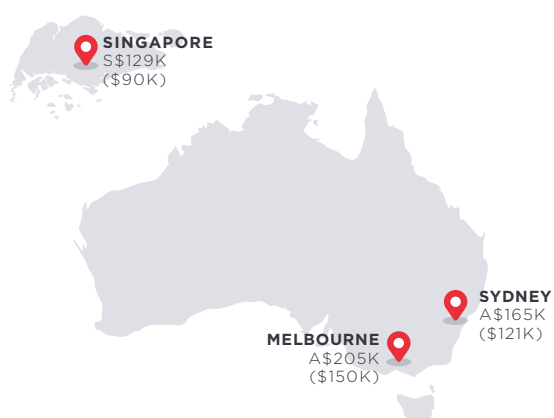 SINGAPORE
S$129K
($90K)
SYDNEY
A$165K
($121K)
MELBOURNE
A$205K
($150K)